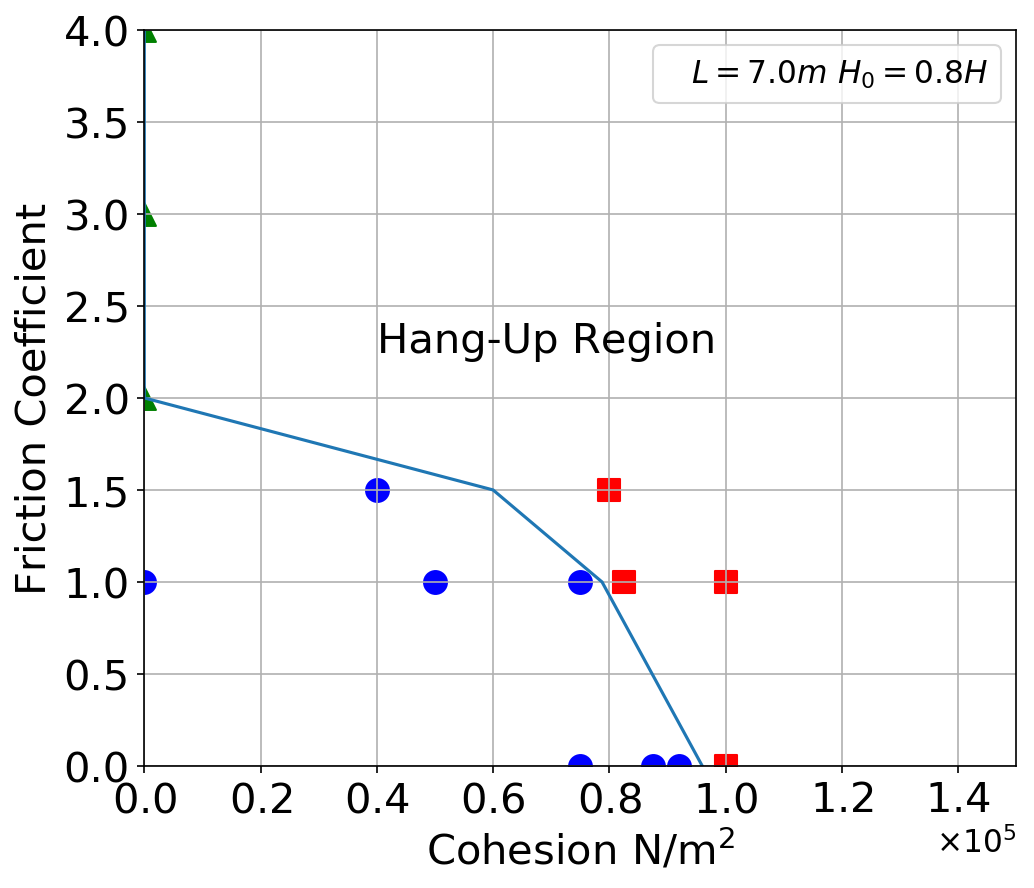 4.0
3.5
3.0
2.5
2.0
1.5
1.0
0.5
0.0
Friction Coefficient
L = 7.0m H₀ = 0.8H
Hang-Up Region
0.0 0.2 0.4 0.6 0.8 1.0 1.2 1.4
×10⁵
Cohesion N/m²